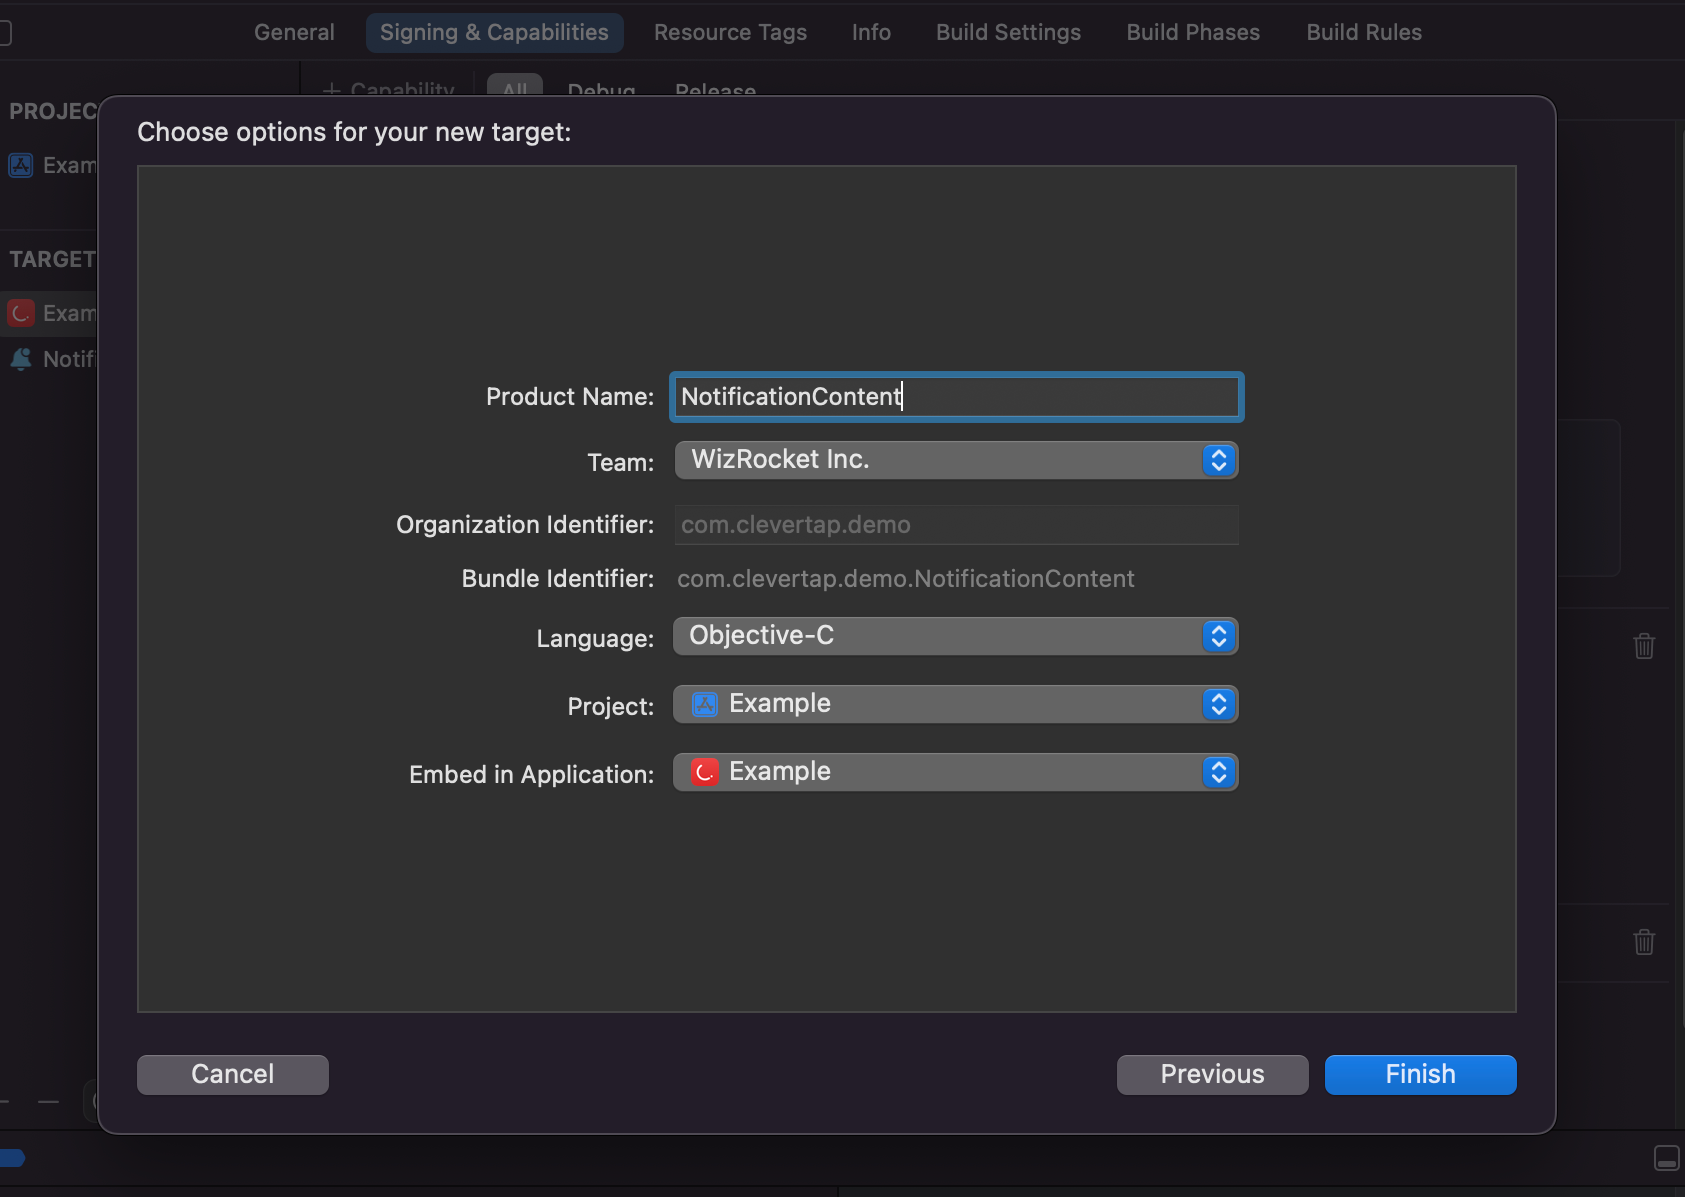 General Signing & Capabilities Resource Tags Info Build Settings Build Phases Build Rules
+ Capability All Debug Release
PROJEC
Exam
TARGET
Exam
Notifi
Choose options for your new target:
Product Name: NotificationContent
Team: WizRocket Inc.
Organization Identifier: com.clevertap.demo
Bundle Identifier: com.clevertap.demo.NotificationContent
Language: Objective-C
Project: Example
Embed in Application: Example
Cancel Previous Finish